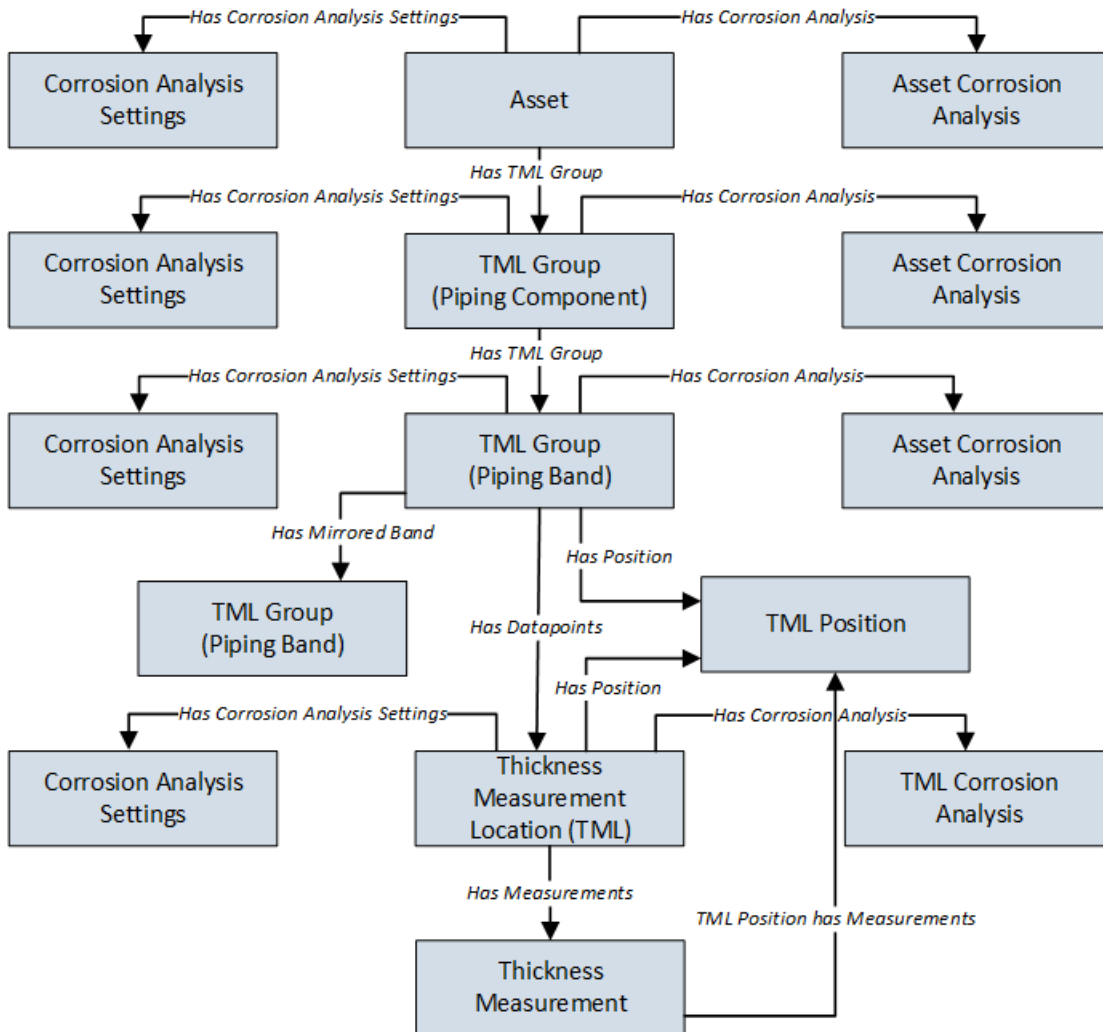 Has Corrosion Analysis Settings
Has Corrosion Analysis
Corrosion Analysis
Settings
Asset
Asset Corrosion
Analysis
Has TML Group
Has Corrosion Analysis Settings
Has Corrosion Analysis
Corrosion Analysis
Settings
TML Group
(Piping Component)
Asset Corrosion
Analysis
Has TML Group
Has Corrosion Analysis Settings
Has Corrosion Analysis
Corrosion Analysis
Settings
TML Group
(Piping Band)
Asset Corrosion
Analysis
Has Mirrored Band
Has Position
TML Group
(Piping Band)
Has Datapoints
TML Position
Has Position
Has Corrosion Analysis Settings
Has Corrosion Analysis
Corrosion Analysis
Settings
Thickness
Measurement
Location (TML)
TML Corrosion
Analysis
Has Measurements
TML Position has Measurements
Thickness
Measurement